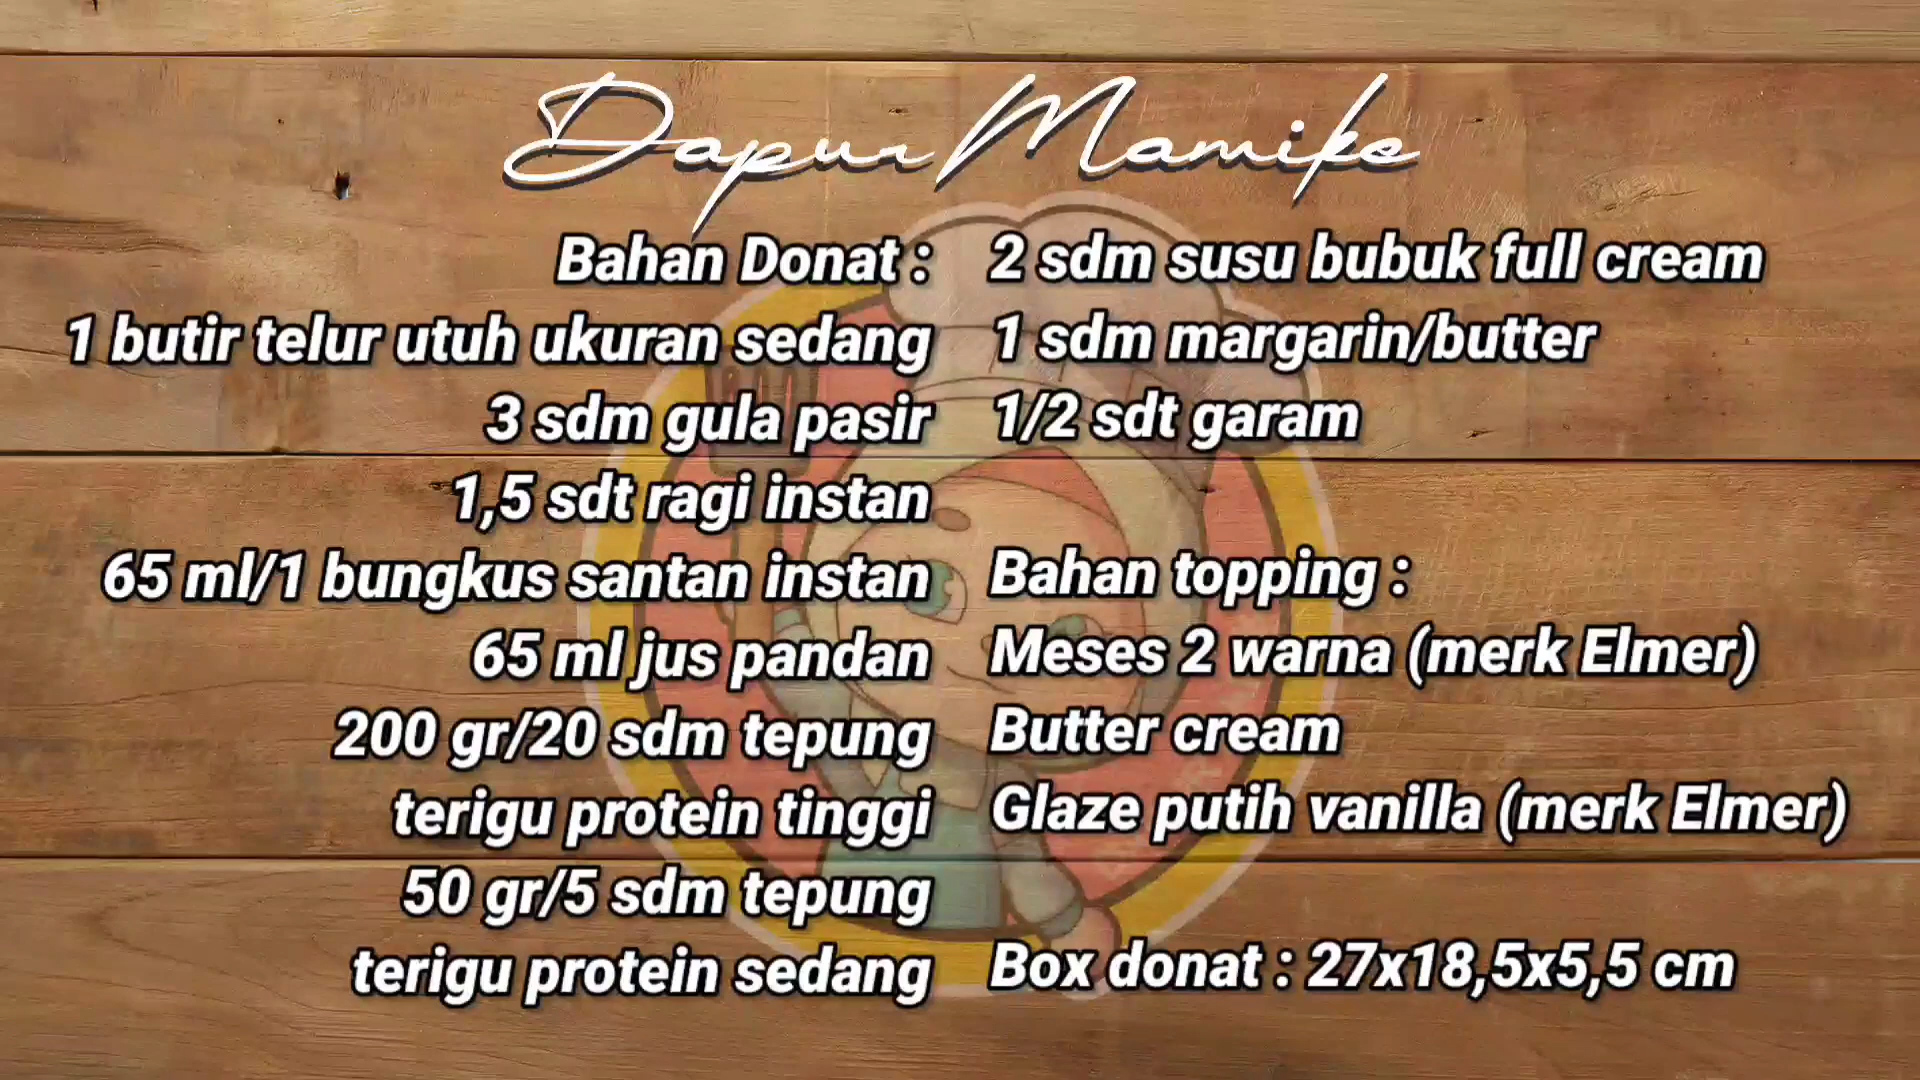 Dapur Mamike
Bahan Donat :
1 butir telur utuh ukuran sedang
3 sdm gula pasir
1,5 sdt ragi instan
65 ml/1 bungkus santan instan
65 ml jus pandan
200 gr/20 sdm tepung
terigu protein tinggi
50 gr/5 sdm tepung
terigu protein sedang
2 sdm susu bubuk full cream
1 sdm margarin/butter
1/2 sdt garam
Bahan topping :
Meses 2 warna (merk Elmer)
Butter cream
Glaze putih vanilla (merk Elmer)
Box donat : 27x18,5x5,5 cm